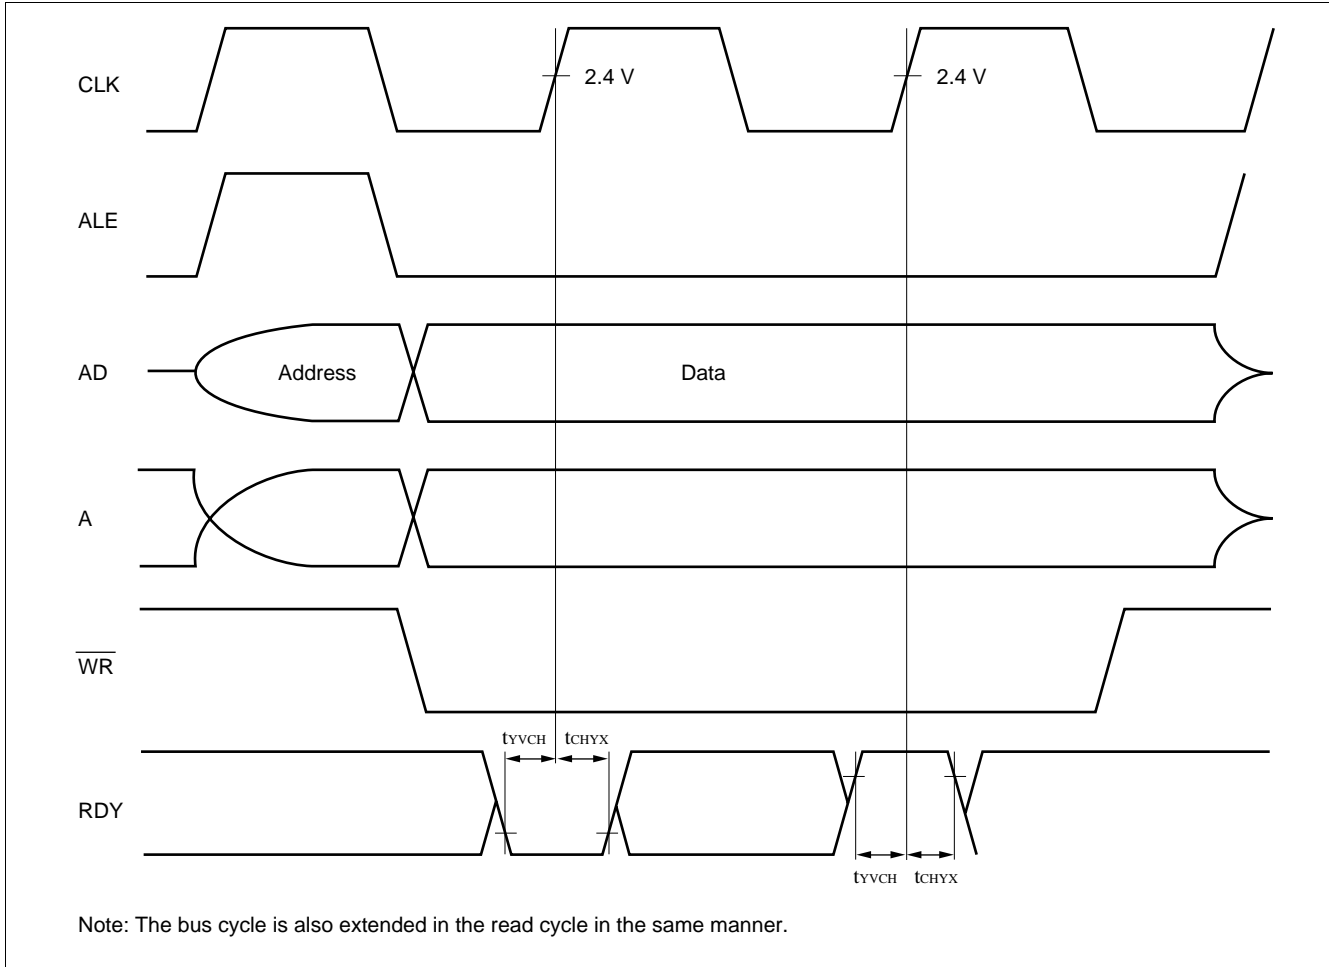 CLK
2.4 V
2.4 V
ALE
AD
Address
Data
A
WR
tYVCH
tCHYX
RDY
tYVCH
tCHYX
Note: The bus cycle is also extended in the read cycle in the same manner.